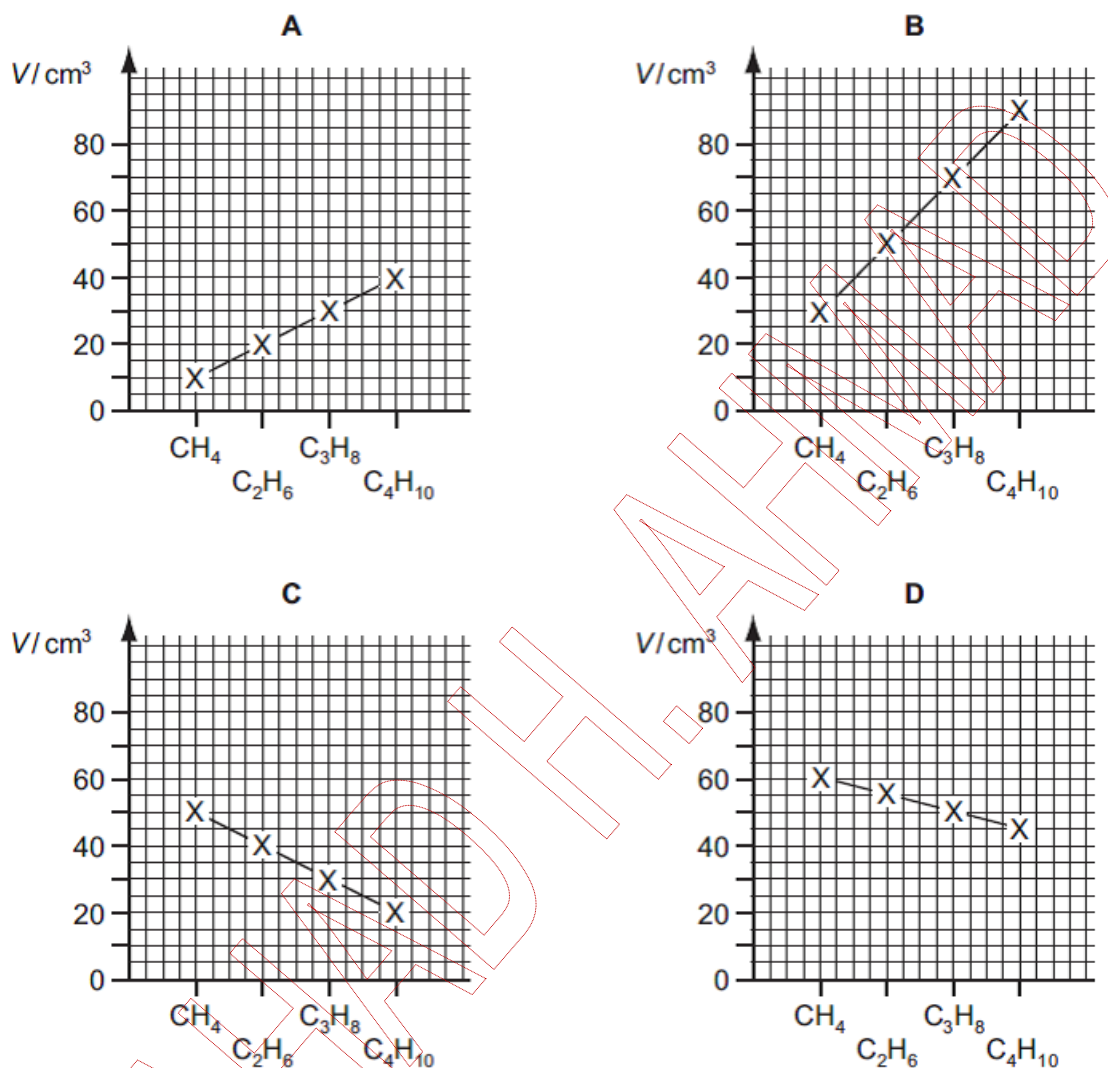 A
V/cm³
80
60
40
20
0
CH₄
C₂H₆
C₃H₈
C₄H₁₀
X
X
X
X
B
V/cm³
80
60
40
20
0
CH₄
C₂H₆
C₃H₈
C₄H₁₀
X
X
X
X
C
V/cm³
80
60
40
20
0
CH₄
C₂H₆
C₃H₈
C₄H₁₀
X
X
X
X
D
V/cm³
80
60
40
20
0
CH₄
C₂H₆
C₃H₈
C₄H₁₀
X
X
X
X
H. AHMAD